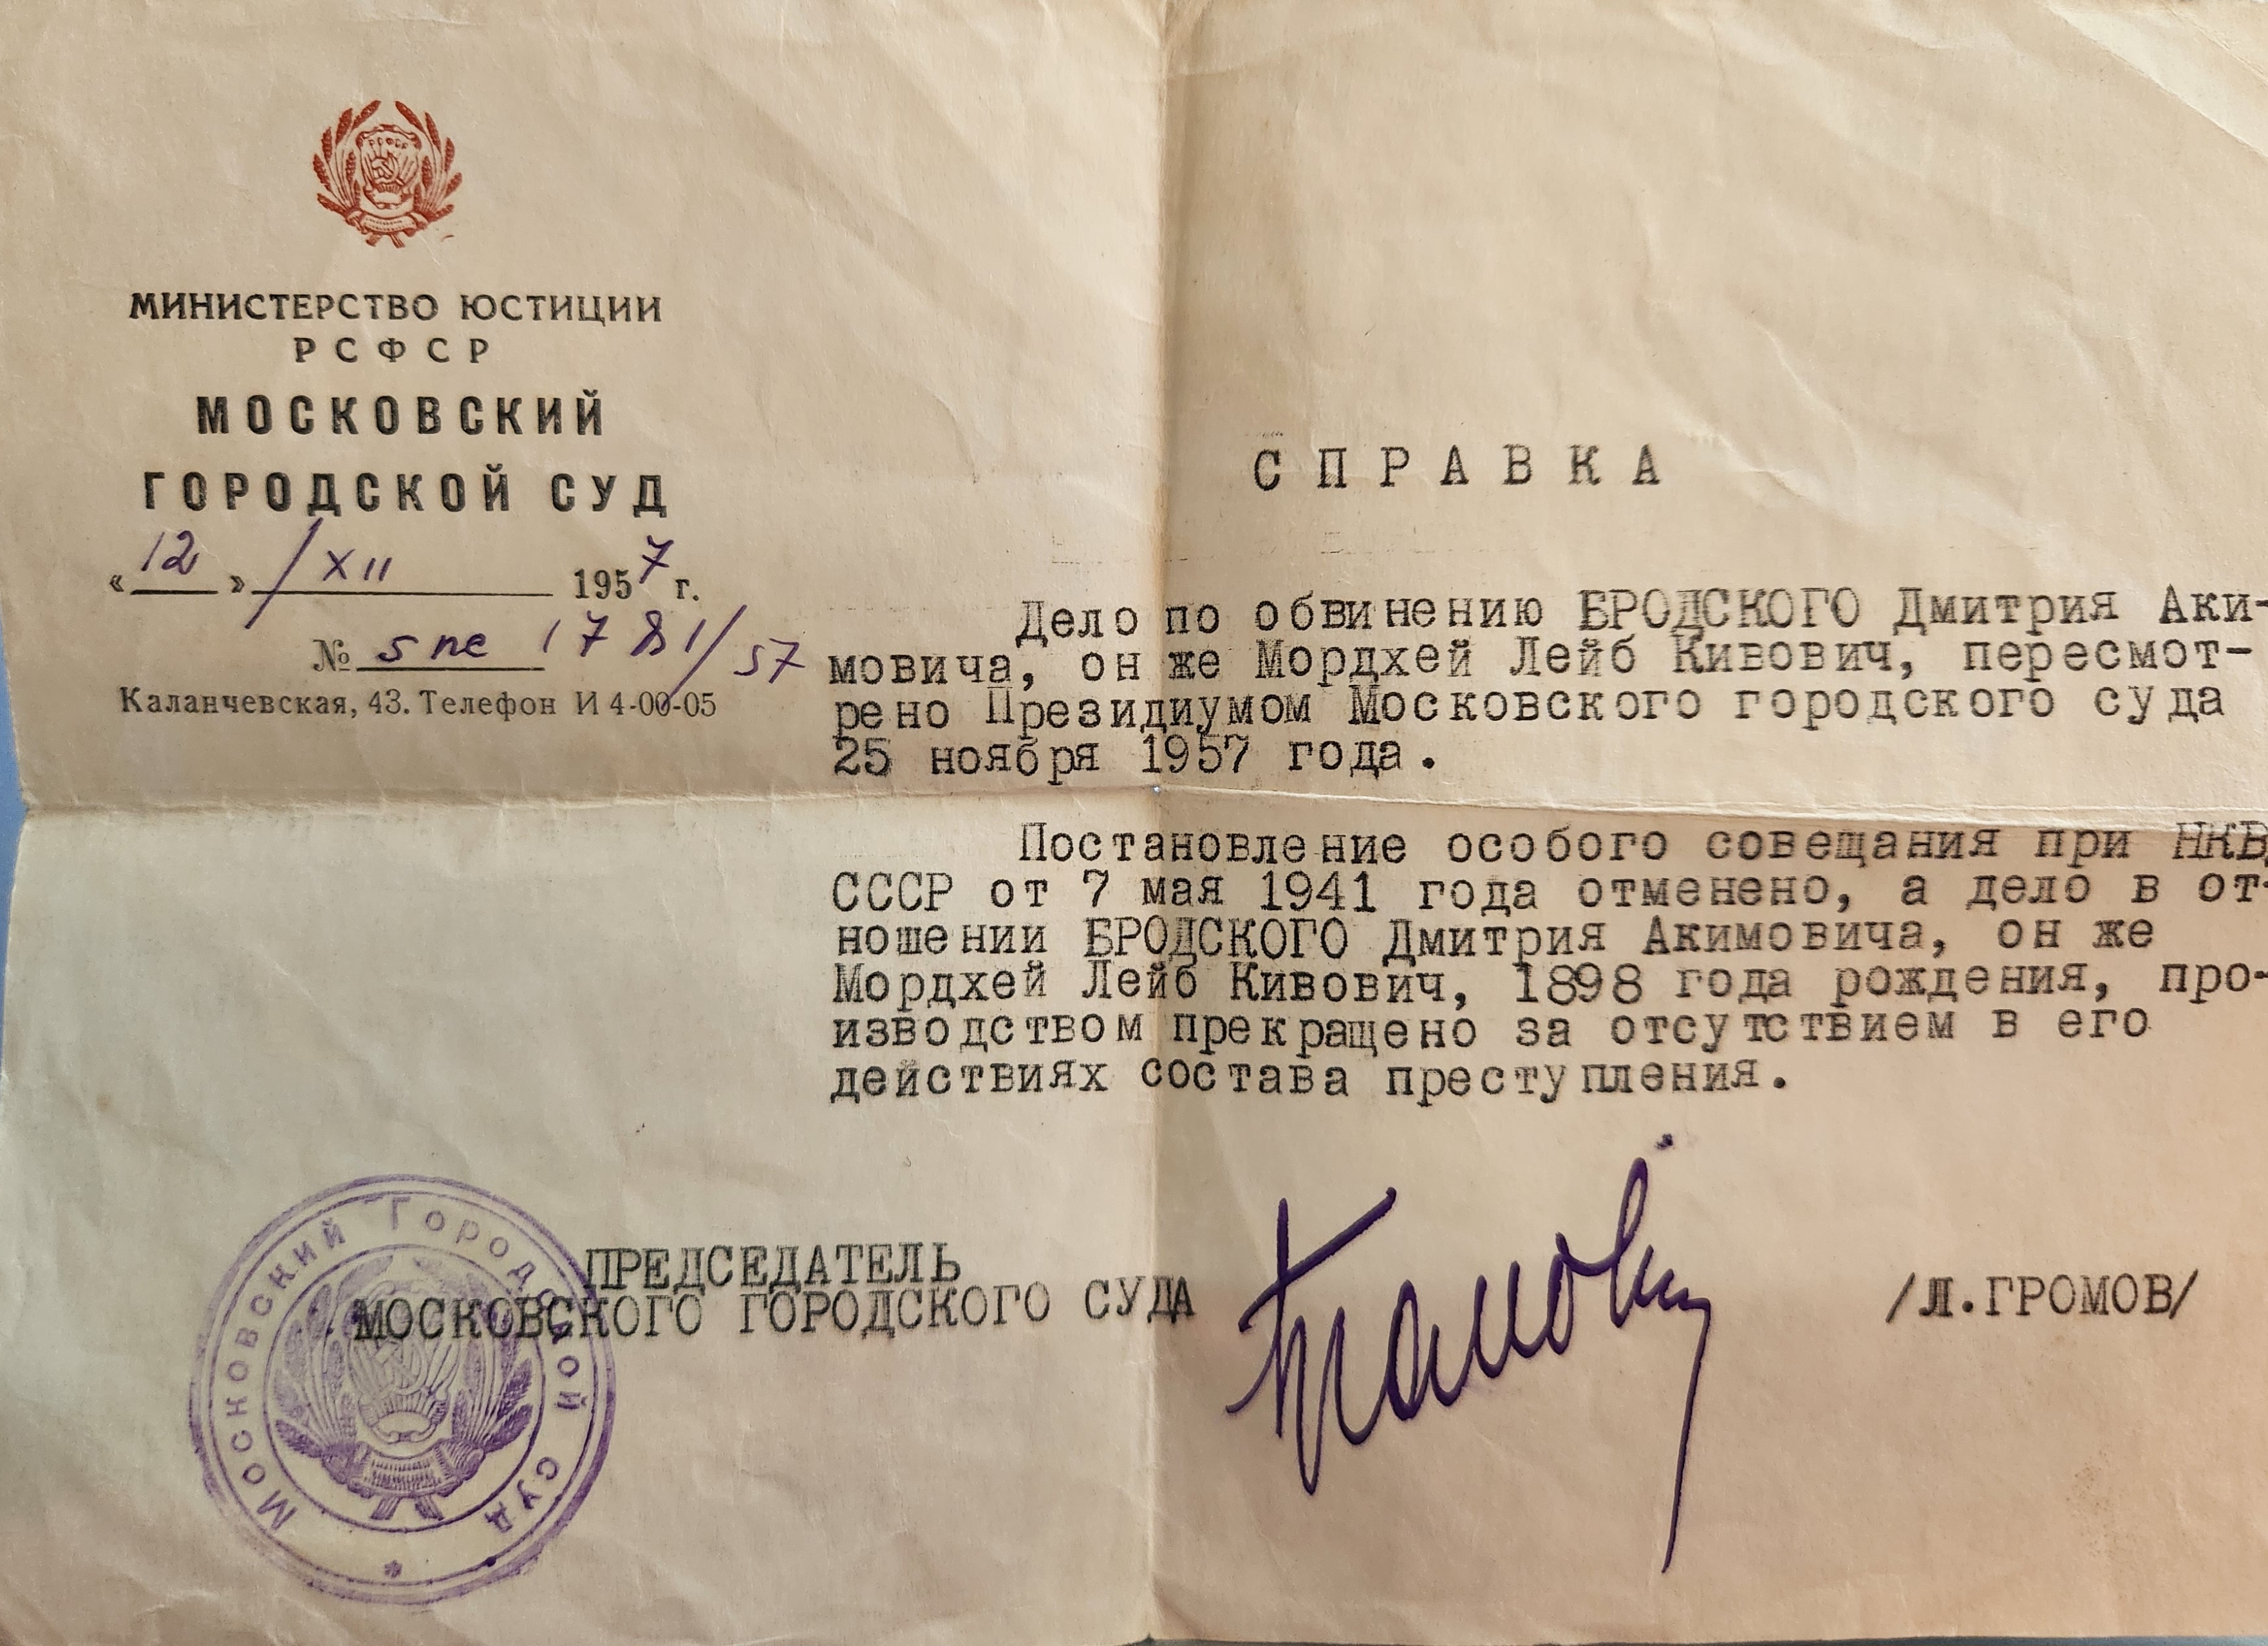 МИНИСТЕРСТВО ЮСТИЦИИ
РСФСР
МОСКОВСКИЙ
ГОРОДСКОЙ СУД
«12» / XII 1957 г.
№ 5 пс 1781/57
Каланчевская, 43. Телефон И 4-00-05
СПРАВКА
Дело по обвинению БРОДСКОГО Дмитрия Аки-
мовича, он же Мордхей Лейб Кивович, пересмот-
рено Президиумом Московского городского суда
25 ноября 1957 года.
Постановление особого совещания при НКВД
СССР от 7 мая 1941 года отменено, а дело в от-
ношении БРОДСКОГО Дмитрия Акимовича, он же
Мордхей Лейб Кивович, 1898 года рождения, про-
изводством прекращено за отсутствием в его
действиях состава преступления.
ПРЕДСЕДАТЕЛЬ
МОСКОВСКОГО ГОРОДСКОГО СУДА
/Л.ГРОМОВ/
Московский Городской суд